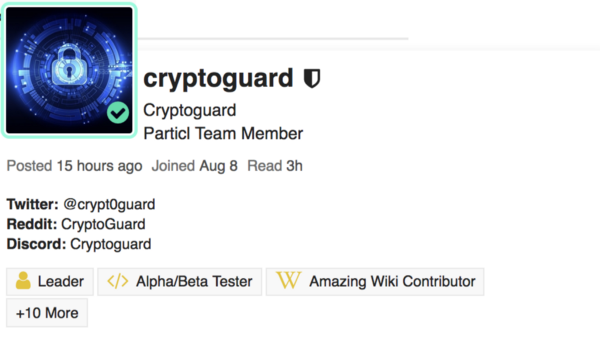 cryptoguard
Cryptoguard
Particl Team Member
Posted 15 hours ago Joined Aug 8 Read 3h
Twitter: @crypt0guard
Reddit: CryptoGuard
Discord: Cryptoguard
Leader </> Alpha/Beta Tester W Amazing Wiki Contributor
+10 More